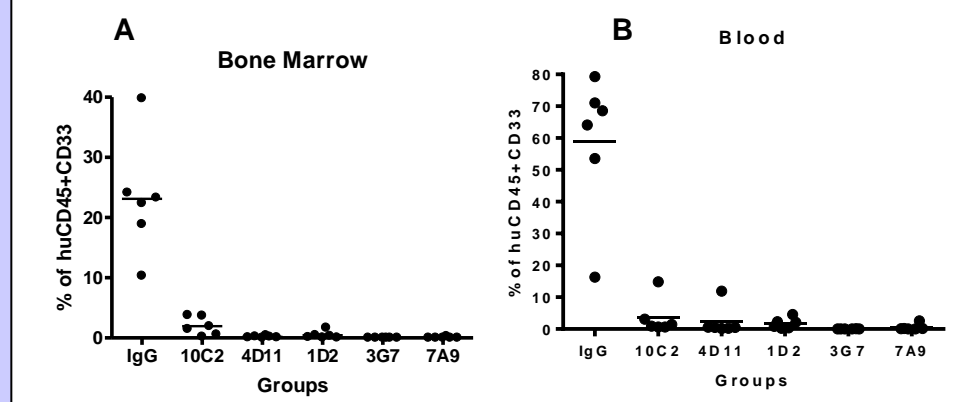 A
Bone Marrow
% of huCD45+CD33
40
30
20
10
0
IgG 10C2 4D11 1D2 3G7 7A9
Groups
B
Blood
% of huCD45+CD33
80
70
60
50
40
30
20
10
0
IgG 10C2 4D11 1D2 3G7 7A9
Groups